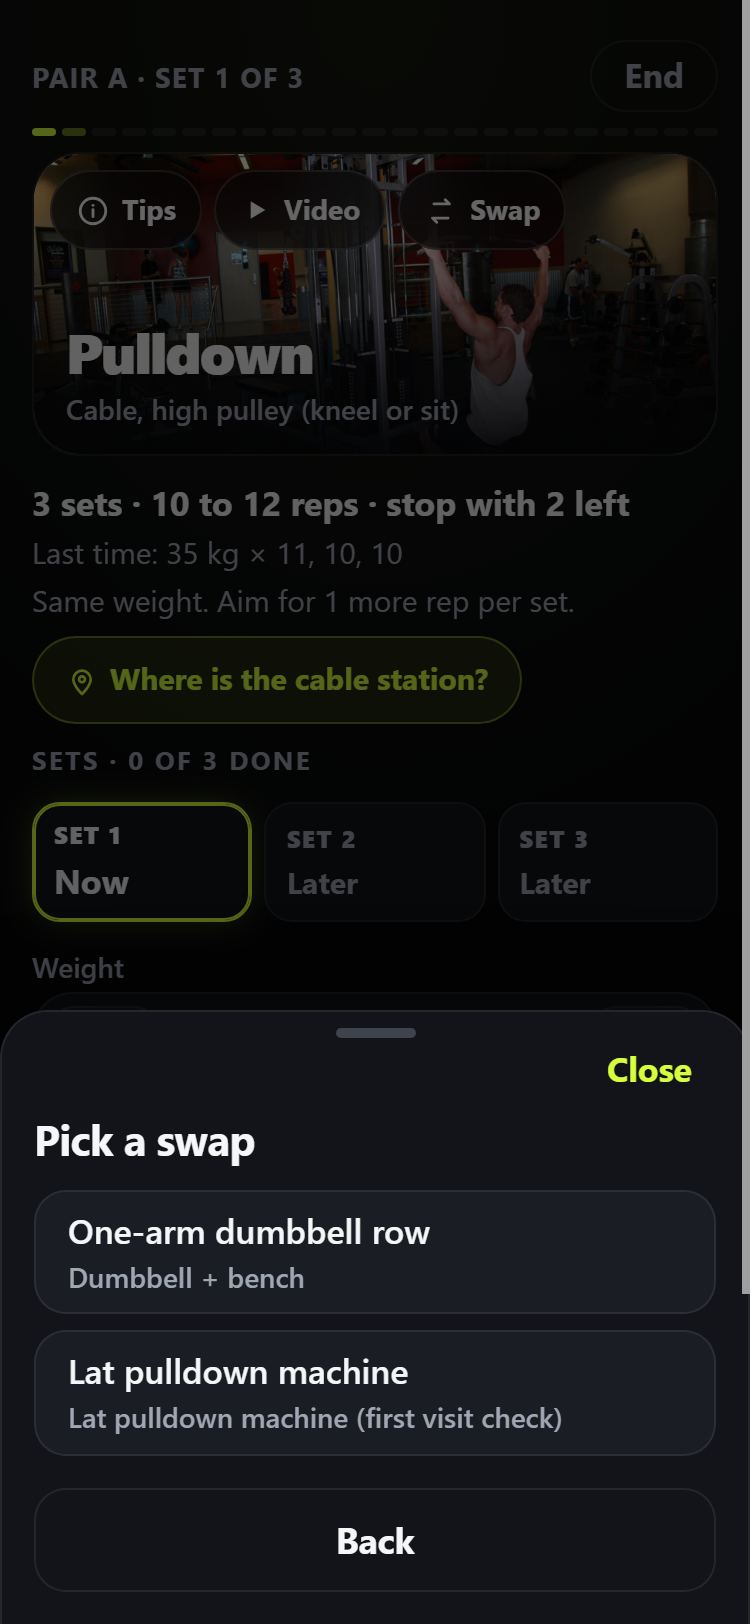 PAIR A · SET 1 OF 3
End
Tips
Video
Swap
Pulldown
Cable, high pulley (kneel or sit)
3 sets · 10 to 12 reps · stop with 2 left
Last time: 35 kg × 11, 10, 10
Same weight. Aim for 1 more rep per set.
Where is the cable station?
SETS · 0 OF 3 DONE
SET 1
Now
SET 2
Later
SET 3
Later
Weight
Close
Pick a swap
One-arm dumbbell row
Dumbbell + bench
Lat pulldown machine
Lat pulldown machine (first visit check)
Back